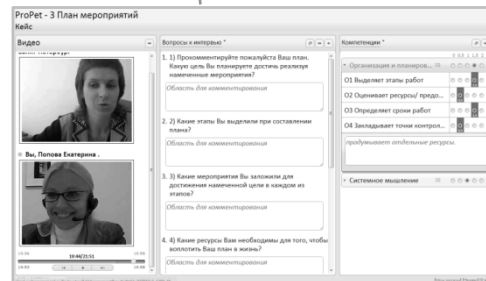 ProPet - 3 План мероприятий
Кейс
Видео
Вопросы к интервью *
Компетенции *
1. 1) Прокомментируйте пожалуйста Ваш план.
Какую цель Вы планируете достичь реализуя
намеченные мероприятия?
Область для комментирования
2. 2) Какие этапы Вы выделили при составлении
плана?
Область для комментирования
3. 3) Какие мероприятия Вы заложили для
достижения намеченной цели в каждом из
этапов?
Область для комментирования
4. 4) Какие ресурсы Вам необходимы для того, чтобы
воплотить Ваш план в жизнь?
Область для комментирования
Вы, Попова Екатерина .
19:44/21:51
Организация и планиров...
О1 Выделяет этапы работ
О2 Оценивает ресурсы/ предо...
О3 Определяет сроки работ
О4 Закладывает точки контрол...
придумывает отдельные ресурсы.
Системное мышление